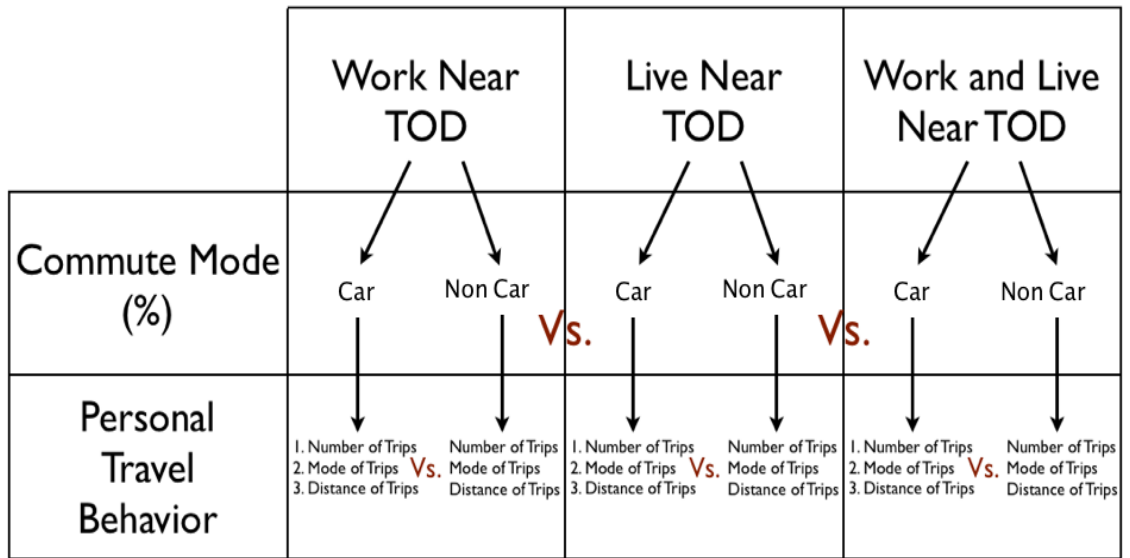 Work Near
TOD
Live Near
TOD
Work and Live
Near TOD
Commute Mode
(%)
Car
Non Car
Vs.
Car
Non Car
Vs.
Car
Non Car
Personal
Travel
Behavior
1. Number of Trips
2. Mode of Trips
3. Distance of Trips
Vs.
Number of Trips
Mode of Trips
Distance of Trips
1. Number of Trips
2. Mode of Trips
3. Distance of Trips
Vs.
Number of Trips
Mode of Trips
Distance of Trips
1. Number of Trips
2. Mode of Trips
3. Distance of Trips
Vs.
Number of Trips
Mode of Trips
Distance of Trips